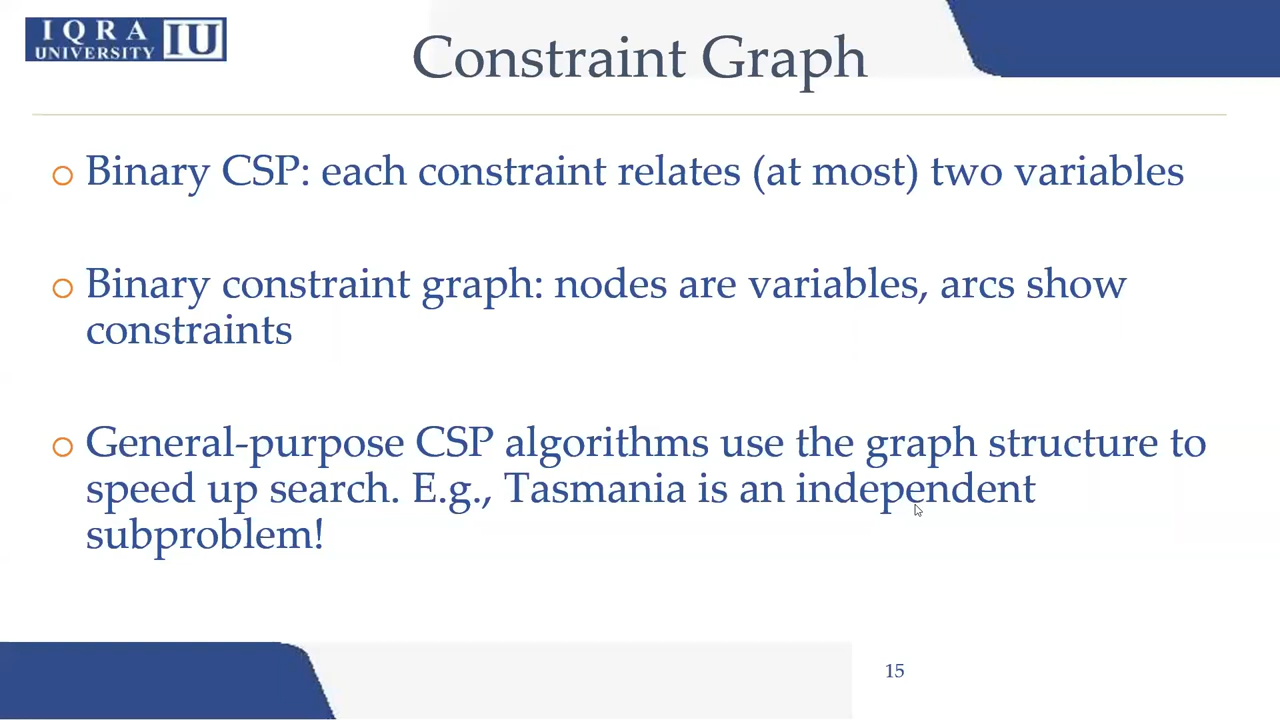 IQRA
UNIVERSITY IU
Constraint Graph
o Binary CSP: each constraint relates (at most) two variables
o Binary constraint graph: nodes are variables, arcs show
constraints
o General-purpose CSP algorithms use the graph structure to
speed up search. E.g., Tasmania is an independent
subproblem!
15